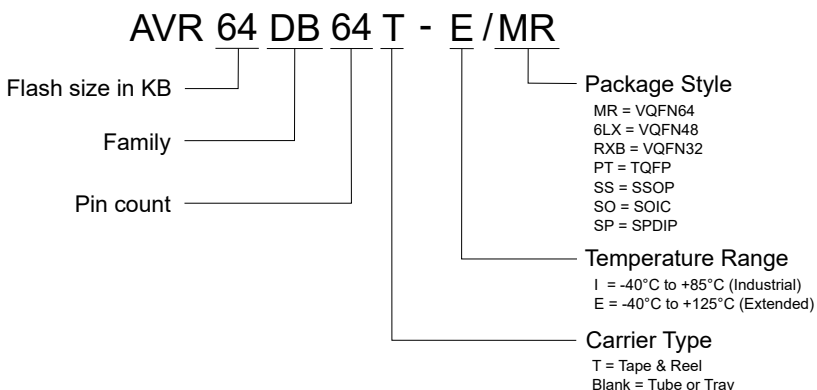 AVR 64 DB 64 T - E / MR
Flash size in KB
Family
Pin count
Package Style
MR = VQFN64
6LX = VQFN48
RXB = VQFN32
PT = TQFP
SS = SSOP
SO = SOIC
SP = SPDIP
Temperature Range
I = -40°C to +85°C (Industrial)
E = -40°C to +125°C (Extended)
Carrier Type
T = Tape & Reel
Blank = Tube or Tray